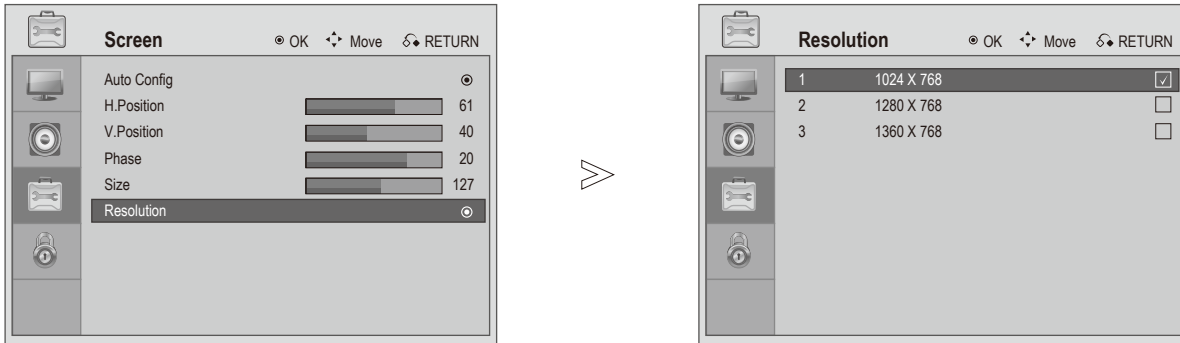 Screen OK Move RETURN
Auto Config
H.Position 61
V.Position 40
Phase 20
Size 127
Resolution
Resolution OK Move RETURN
1 1024 X 768
2 1280 X 768
3 1360 X 768